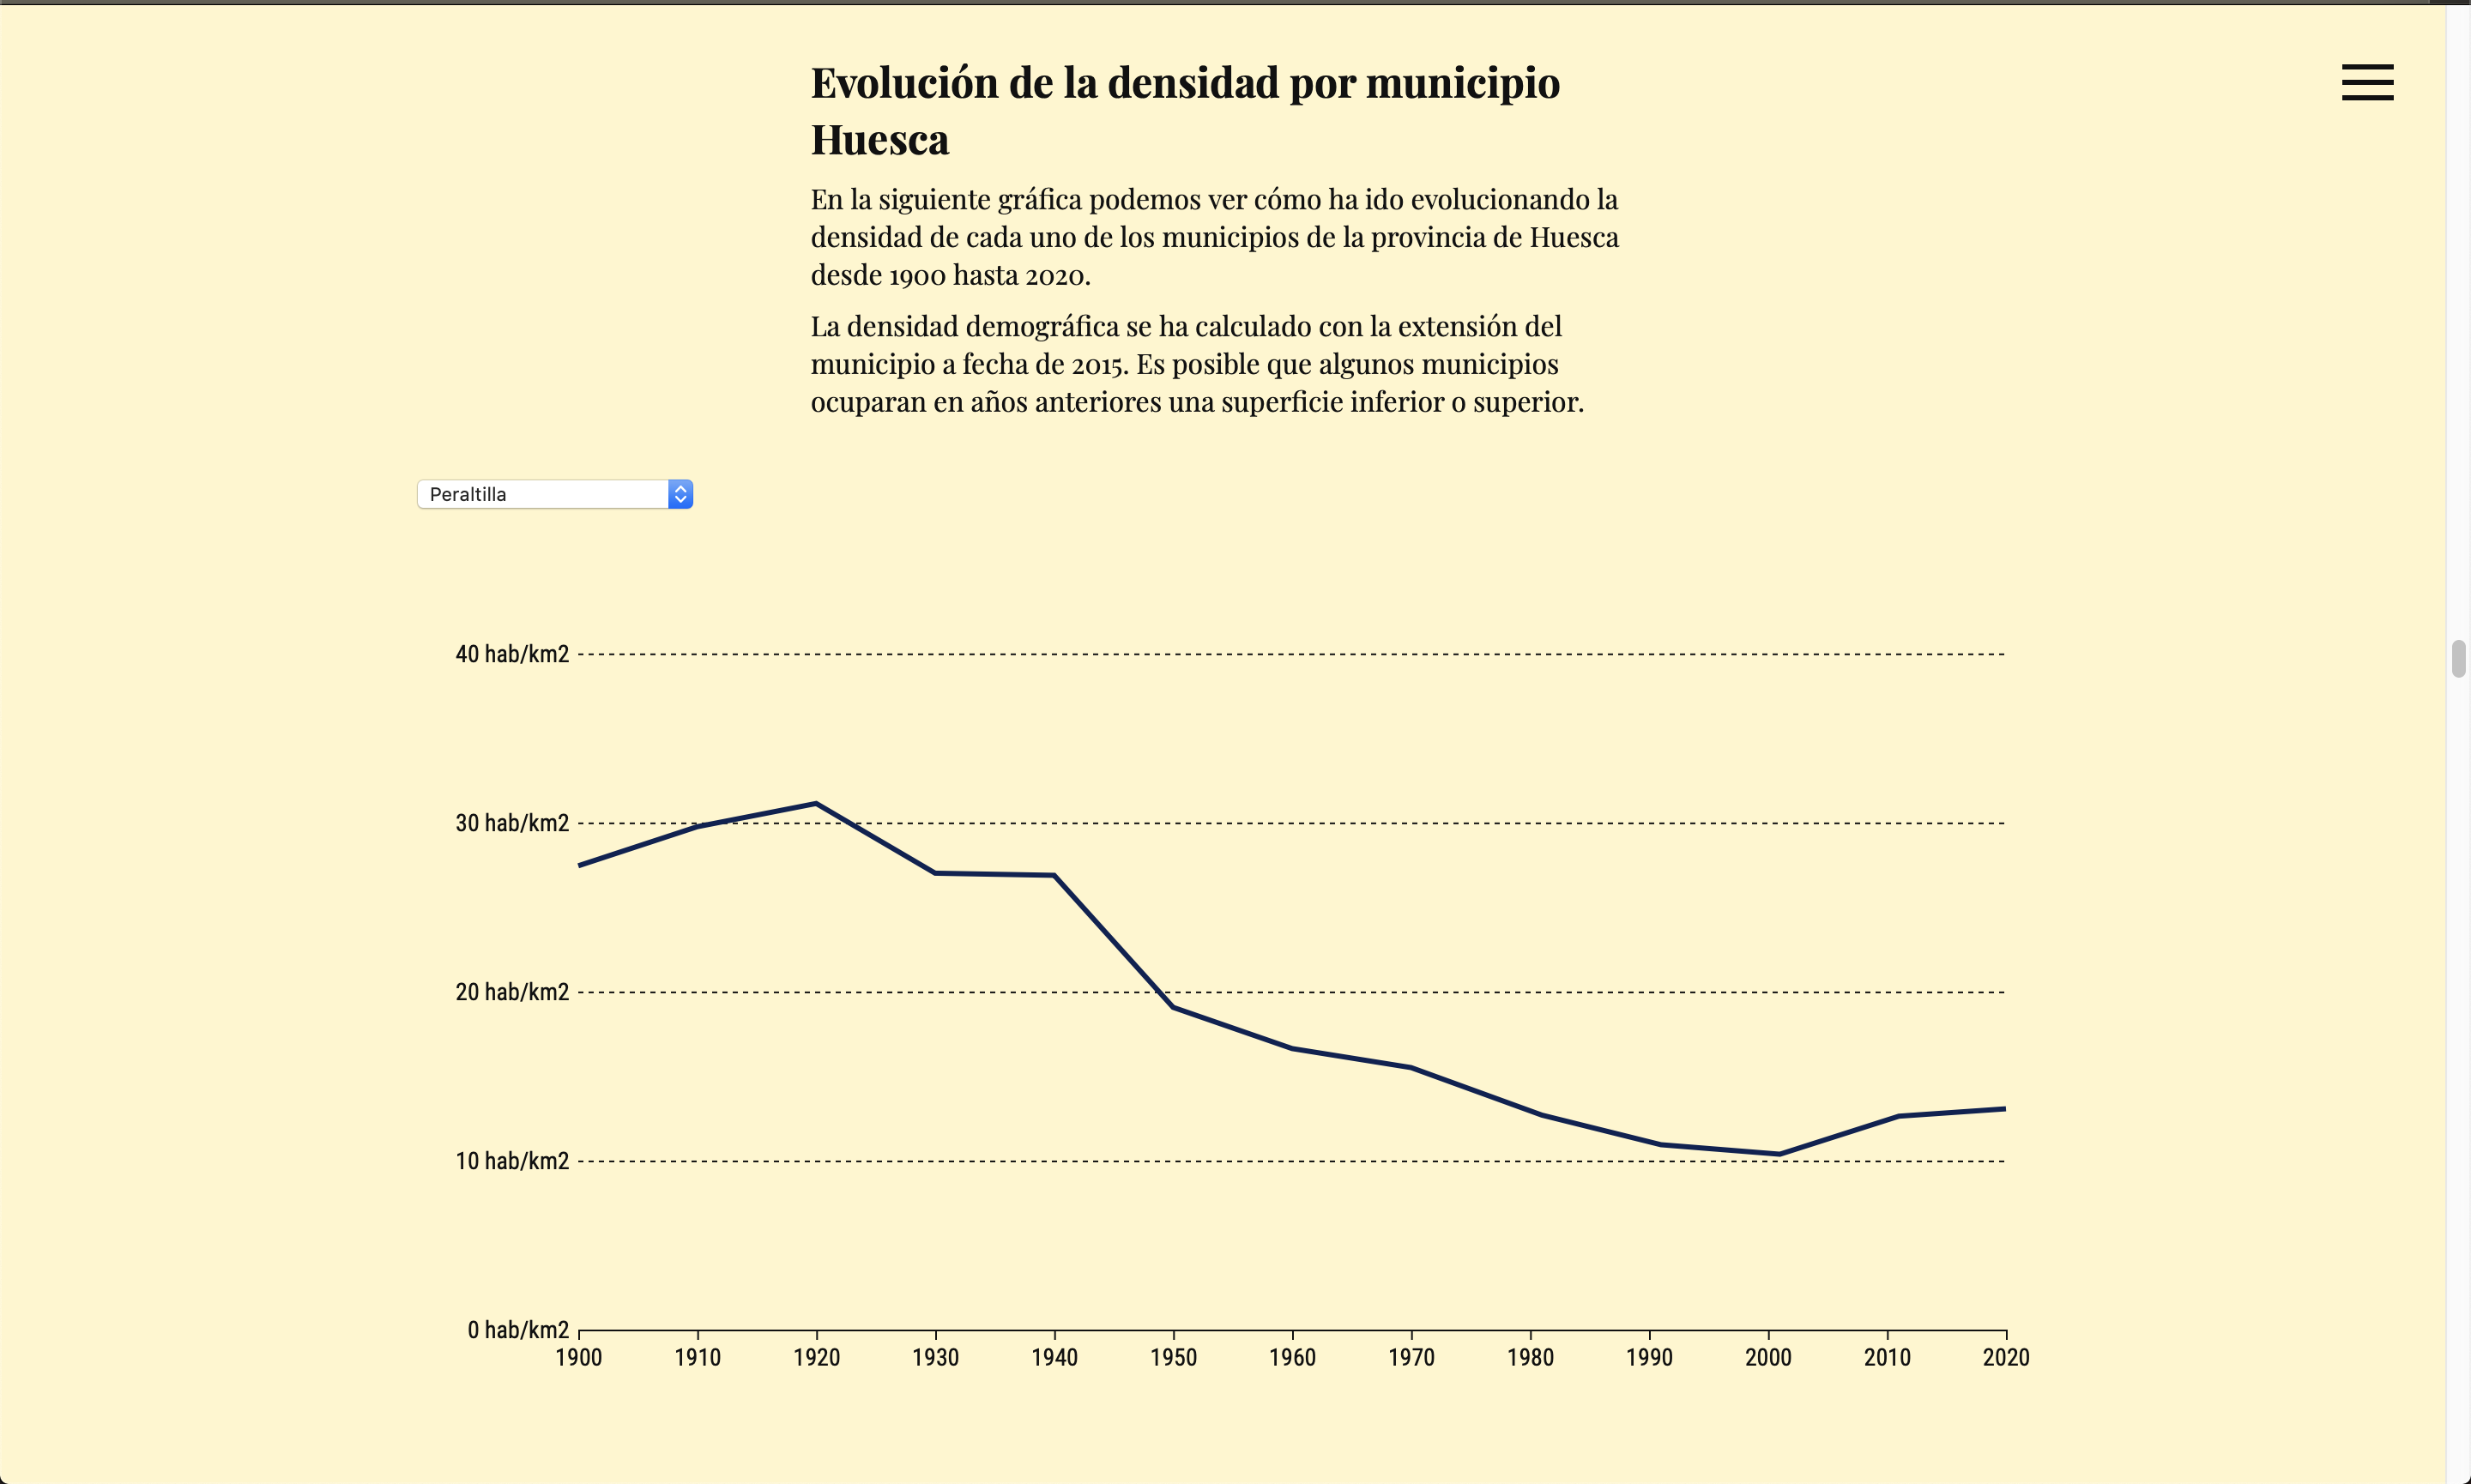 Evolución de la densidad por municipio
Huesca
En la siguiente gráfica podemos ver cómo ha ido evolucionando la
densidad de cada uno de los municipios de la provincia de Huesca
desde 1900 hasta 2020.
La densidad demográfica se ha calculado con la extensión del
municipio a fecha de 2015. Es posible que algunos municipios
ocuparan en años anteriores una superficie inferior o superior.
Peraltilla
40 hab/km2
30 hab/km2
20 hab/km2
10 hab/km2
0 hab/km2
1900 1910 1920 1930 1940 1950 1960 1970 1980 1990 2000 2010 2020